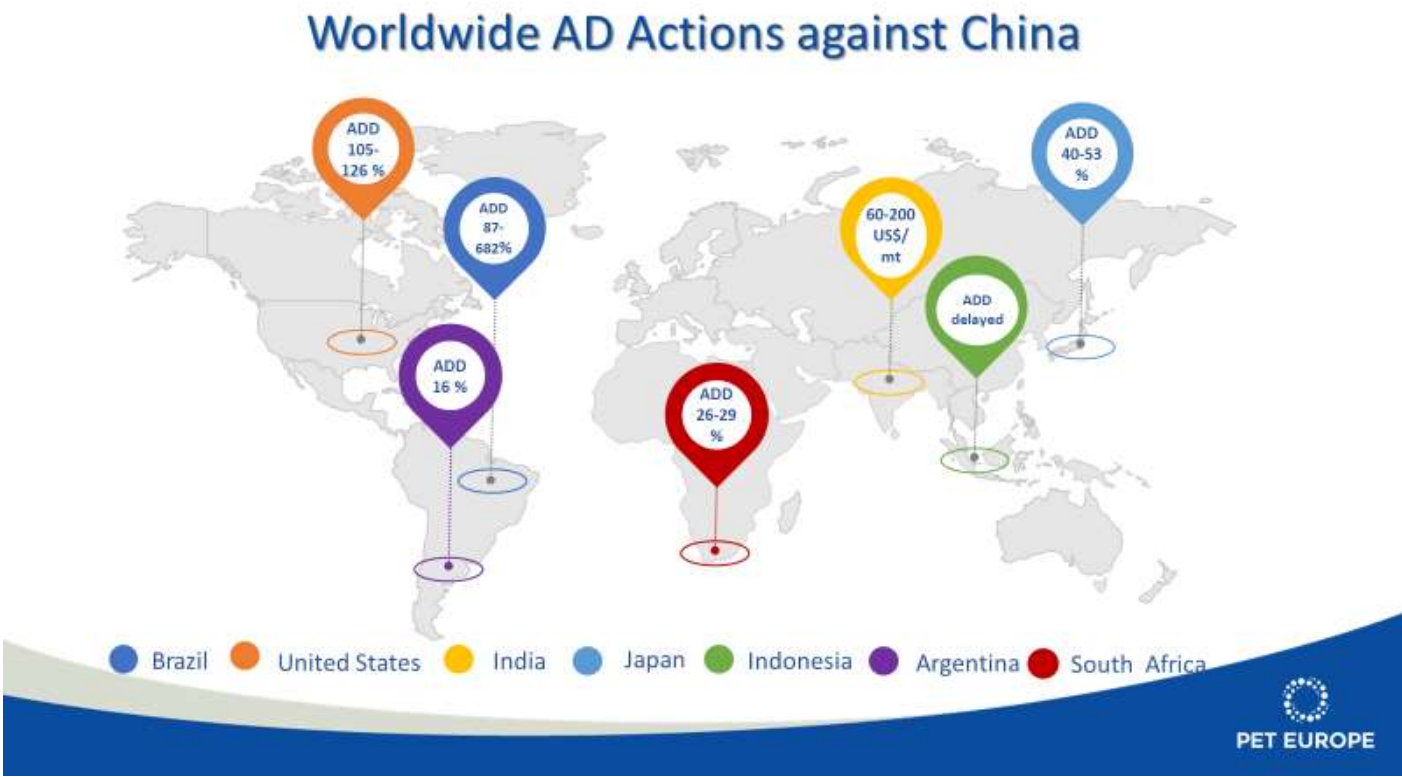 Worldwide AD Actions against China
ADD
105-
126 %
ADD
87-
682%
ADD
16 %
ADD
26-29
%
60-200
US$/
mt
ADD
delayed
ADD
40-53
%
Brazil
United States
India
Japan
Indonesia
Argentina
South Africa
PET EUROPE